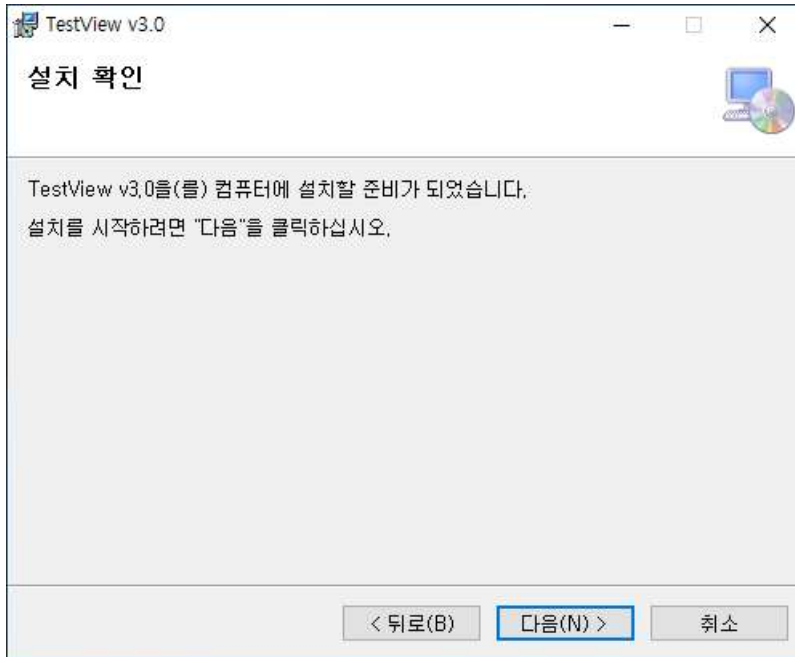 TestView v3.0
설치 확인
TestView v3.0을(를) 컴퓨터에 설치할 준비가 되었습니다.
설치를 시작하려면 "다음"을 클릭하십시오.
< 뒤로(B) 다음(N) > 취소